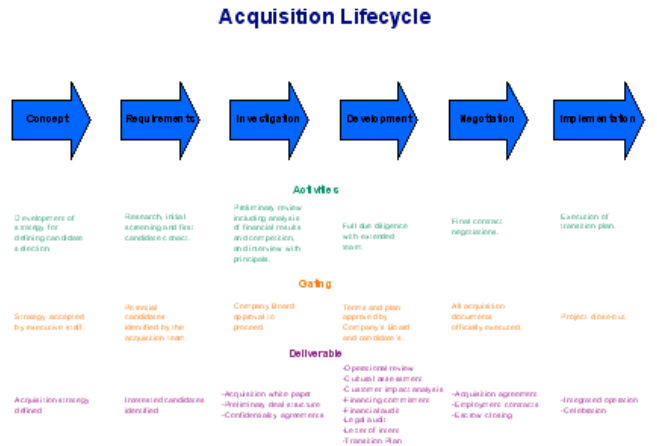 Acquisition Lifecycle
Concept
Requirements
Investigation
Development
Negotiation
Implementation
Activities
Development of
strategy for
defining candidate
selection.
Research, initial
screening and first
candidate contact.
Preliminary review
including analysis
of financial results
and competition,
and interview with
principals.
Full due diligence
with extended
team.
Final contract
negotiations.
Execution of
transition plan.
Gating
Strategy accepted
by executive staff.
Potential
candidates
identified by the
acquisition team.
Company Board
approval to
proceed.
Terms and plan
approved by
Company's Board
and candidate's.
All acquisition
documents
officially executed.
Project close-out.
Deliverable
Acquisition strategy
defined
Interested candidates
identified
-Acquisition white paper
-Preliminary deal structure
-Confidentiality agreements
-Operational review
-Cultural assessment
-Customer impact analysis
-Financing commitment
-Financial audit
-Legal audit
-Letter of intent
-Transition Plan
-Acquisition agreement
-Employment contracts
-Escrow closing
-Integrated operation
-Celebration